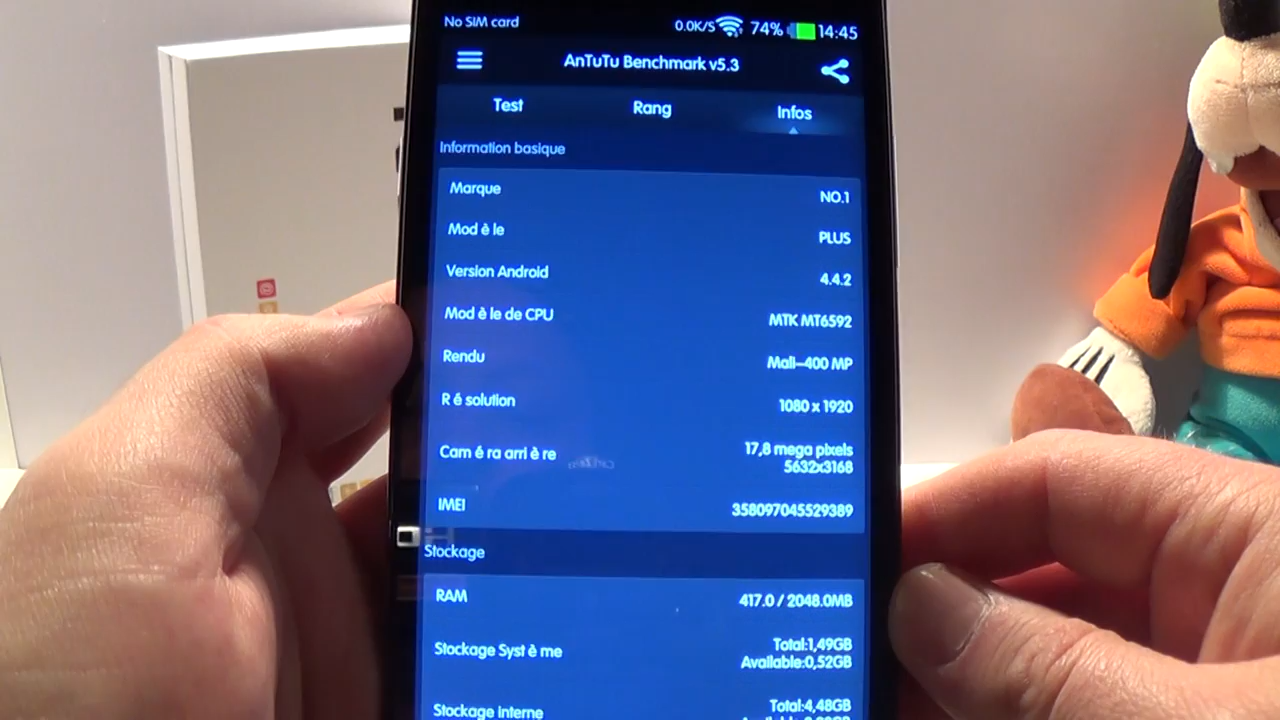 No SIM card 0.0K/S 74% 14:45
AnTuTu Benchmark v5.3
Test Rang Infos
Information basique
Marque NO.1
Mod è le PLUS
Version Android 4.4.2
Mod è le de CPU MTK MT6592
Rendu Mali-400 MP
R é solution 1080 x 1920
Cam é ra arri è re 17,8 mega pixels
5632x3168
IMEI 358097045529389
Stockage
RAM 417.0 / 2048.0MB
Stockage Syst è me Total:1,49GB
Available:0,52GB
Stockage interne Total:4,48GB